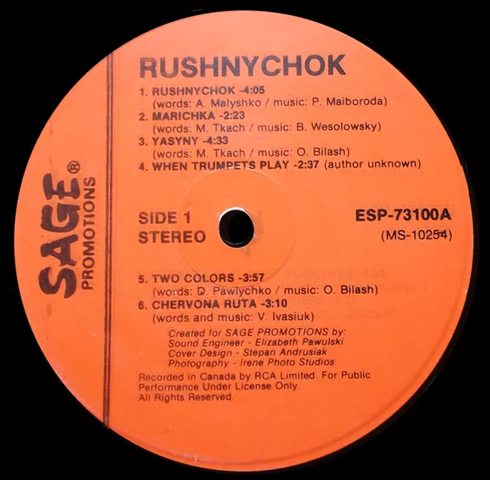 RUSHNYCHOK
1. RUSHNYCHOK -4:05
(words: A. Malyshko / music: P. Maiboroda)
2. MARICHKA -2:23
(words: M. Tkach / music: B. Wesolowsky)
3. YASYNY -4:33
(words: M. Tkach / music: O. Bilash)
4. WHEN TRUMPETS PLAY -2:37 (author unknown)
SAGE®
PROMOTIONS
SIDE 1
STEREO
ESP-73100A
(MS-10254)
5. TWO COLORS -3:57
(words: D. Pawlychko / music: O. Bilash)
6. CHERVONA RUTA -3:10
(words and music: V. Ivasiuk)
Created for SAGE PROMOTIONS by:
Sound Engineer - Elizabeth Pawulski
Cover Design - Stepan Andrusiak
Photography - Irene Photo Studios
Recorded in Canada by RCA Limited. For Public
Performance Under License Only.
All Rights Reserved.